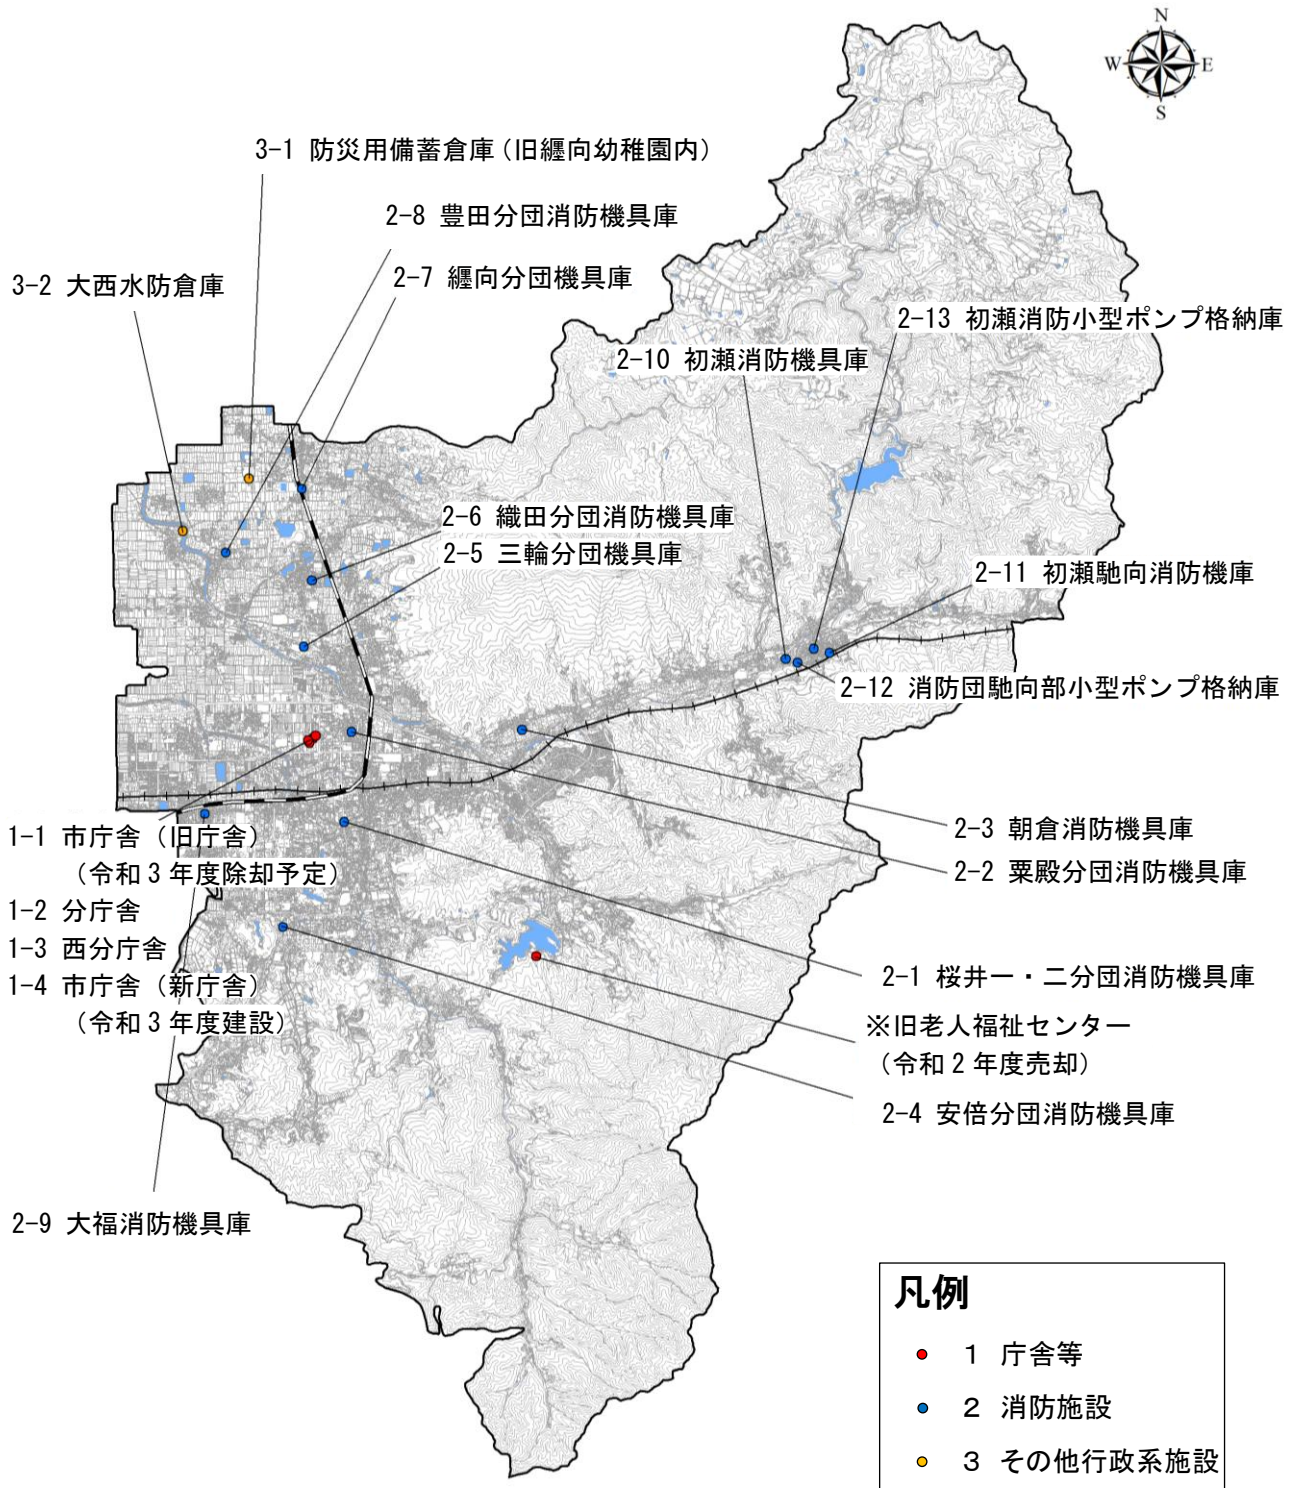 N
W
E
S
3-1 防災用備蓄倉庫（旧纒向幼稚園内）
2-8 豊田分団消防機具庫
2-7 纒向分団機具庫
3-2 大西水防倉庫
2-13 初瀬消防小型ポンプ格納庫
2-10 初瀬消防機具庫
2-6 織田分団消防機具庫
2-5 三輪分団機具庫
2-11 初瀬馳向消防機庫
2-12 消防団馳向部小型ポンプ格納庫
1-1 市庁舎（旧庁舎）
（令和3年度除却予定）
1-2 分庁舎
1-3 西分庁舎
1-4 市庁舎（新庁舎）
（令和3年度建設）
2-3 朝倉消防機具庫
2-2 粟殿分団消防機具庫
2-1 桜井一・二分団消防機具庫
※旧老人福祉センター
（令和2年度売却）
2-4 安倍分団消防機具庫
2-9 大福消防機具庫
凡例
1 庁舎等
2 消防施設
3 その他行政系施設